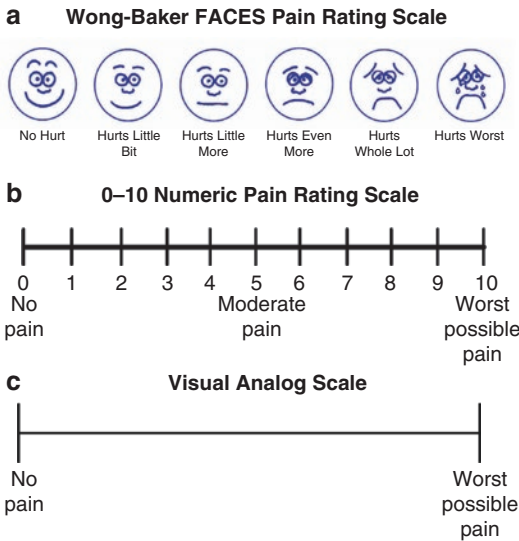 a Wong-Baker FACES Pain Rating Scale
No Hurt
Hurts Little
Bit
Hurts Little
More
Hurts Even
More
Hurts
Whole Lot
Hurts Worst
b 0–10 Numeric Pain Rating Scale
0 1 2 3 4 5 6 7 8 9 10
No
pain
Moderate
pain
Worst
possible
pain
c Visual Analog Scale
No
pain
Worst
possible
pain